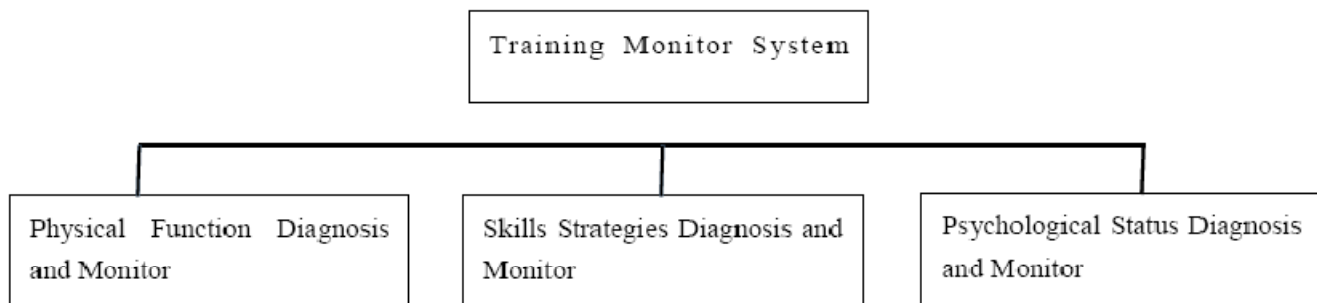 Training Monitor System
Physical Function Diagnosis
and Monitor
Skills Strategies Diagnosis and
Monitor
Psychological Status Diagnosis
and Monitor